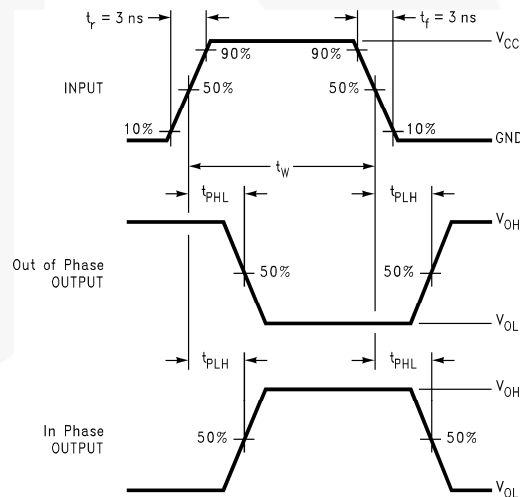 t_r = 3 ns
t_f = 3 ns
V_CC
90%
90%
INPUT
50%
50%
10%
10%
GND
t_W
t_PHL
t_PLH
V_OH
Out of Phase
OUTPUT
50%
50%
V_OL
t_PLH
t_PHL
V_OH
In Phase
OUTPUT
50%
50%
V_OL